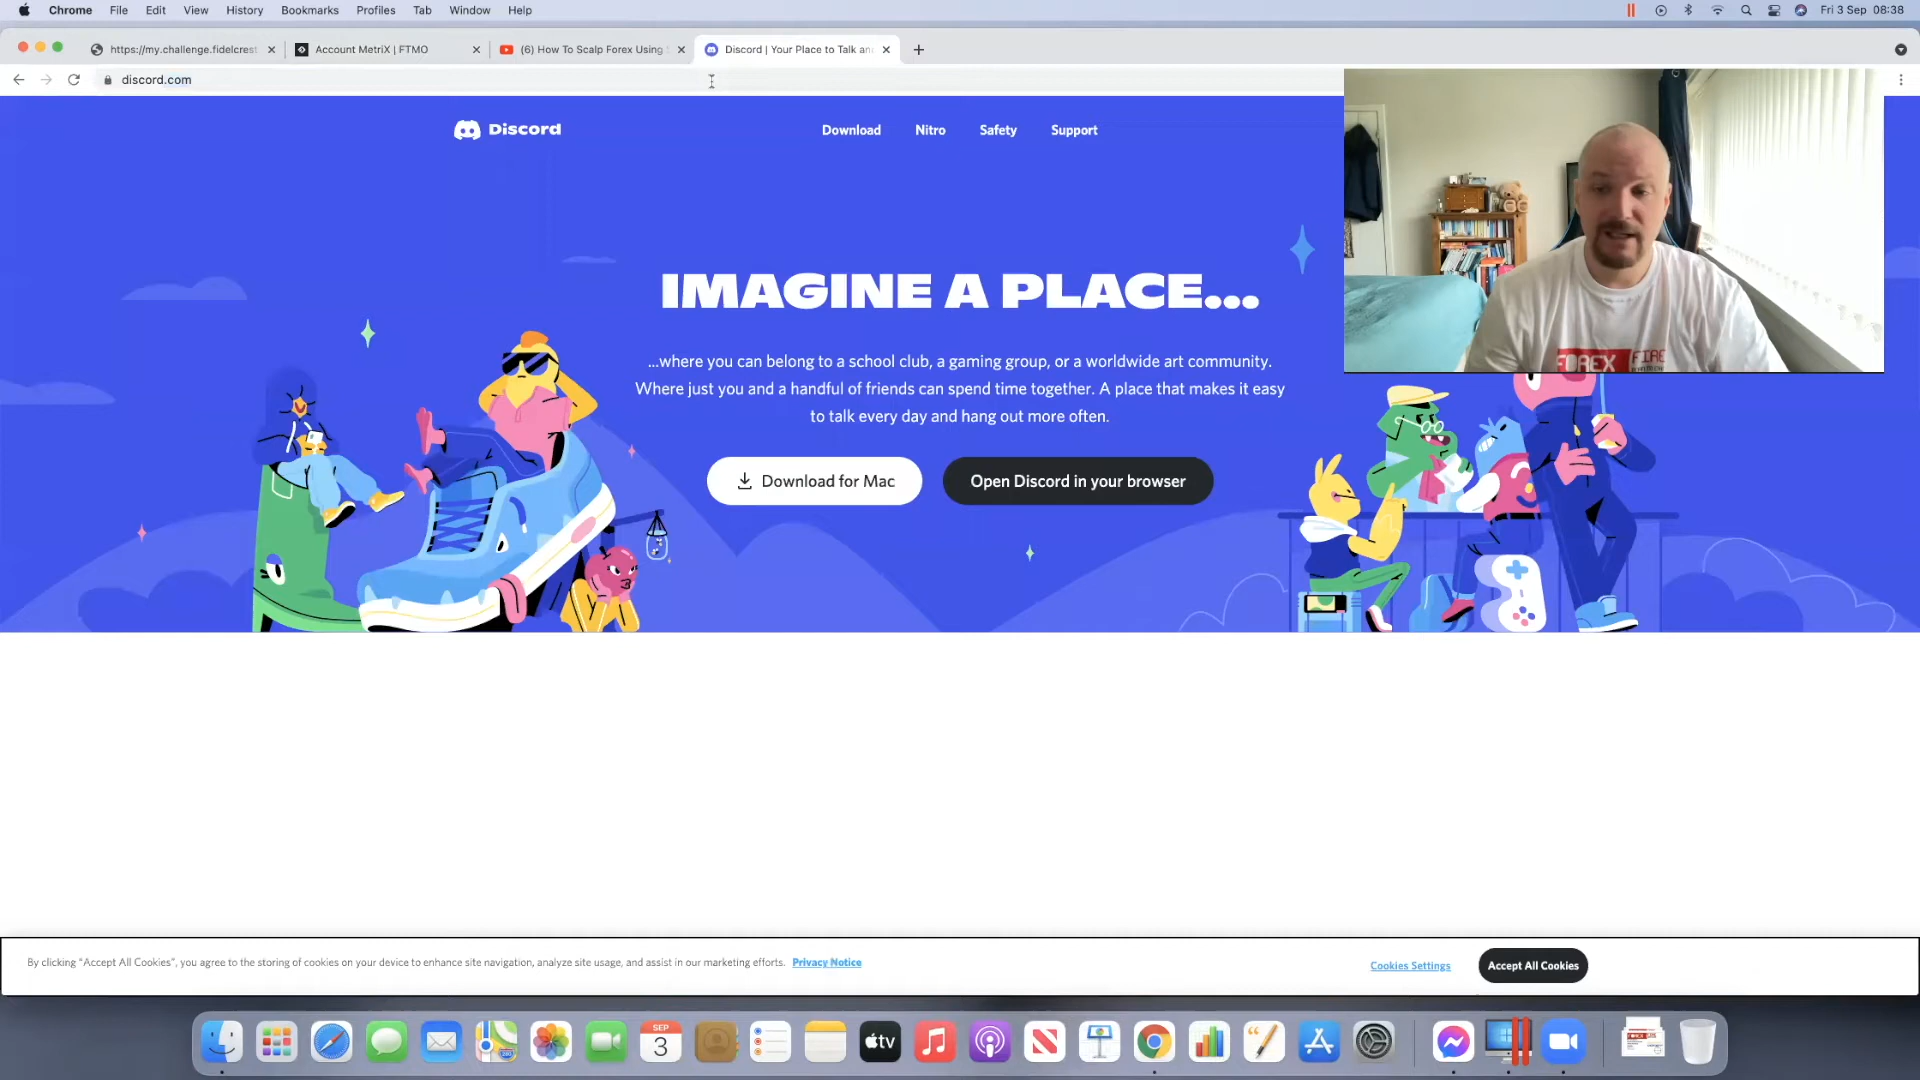 Chrome File Edit View History Bookmarks Profiles Tab Window Help Fri 3 Sep 08:38
https://my.challenge.fidelcrest Account MetriX | FTMO (6) How To Scalp Forex Using Discord | Your Place to Talk an
discord.com
Discord Download Nitro Safety Support
IMAGINE A PLACE...
...where you can belong to a school club, a gaming group, or a worldwide art community.
Where just you and a handful of friends can spend time together. A place that makes it easy
to talk every day and hang out more often.
Download for Mac Open Discord in your browser
FOREX FIRE
By clicking “Accept All Cookies”, you agree to the storing of cookies on your device to enhance site navigation, analyze site usage, and assist in our marketing efforts. Privacy Notice
Cookies Settings Accept All Cookies
SEP
3
tv